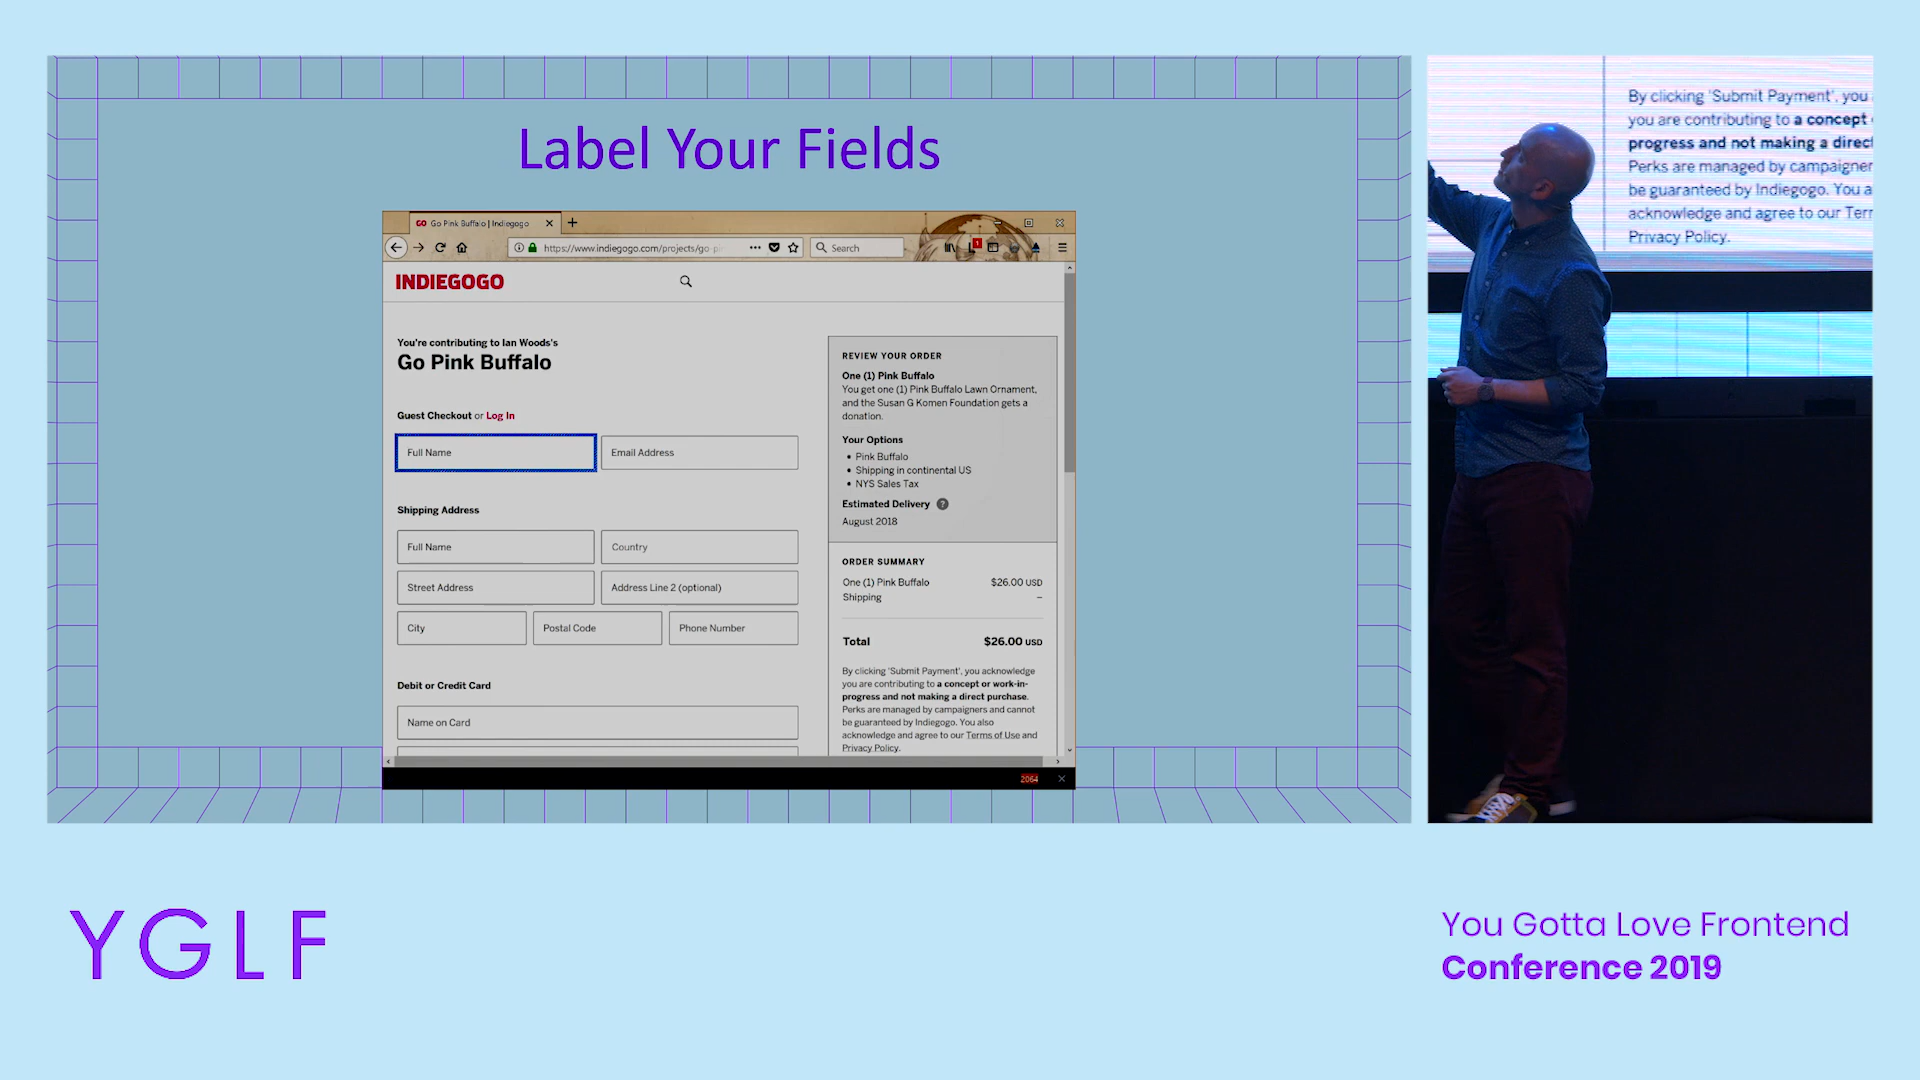 Label Your Fields
GO Go Pink Buffalo | Indiegogo
https://www.indiegogo.com/projects/go-pi
Search
1
INDIEGOGO
You're contributing to Ian Woods's
Go Pink Buffalo
Guest Checkout or Log In
Full Name
Email Address
Shipping Address
Full Name
Country
Street Address
Address Line 2 (optional)
City
Postal Code
Phone Number
Debit or Credit Card
Name on Card
REVIEW YOUR ORDER
One (1) Pink Buffalo
You get one (1) Pink Buffalo Lawn Ornament,
and the Susan G Komen Foundation gets a
donation.
Your Options
• Pink Buffalo
• Shipping in continental US
• NYS Sales Tax
Estimated Delivery ?
August 2018
ORDER SUMMARY
One (1) Pink Buffalo $26.00 USD
Shipping –
Total $26.00 USD
By clicking 'Submit Payment', you acknowledge
you are contributing to a concept or work-in-
progress and not making a direct purchase.
Perks are managed by campaigners and cannot
be guaranteed by Indiegogo. You also
acknowledge and agree to our Terms of Use and
Privacy Policy.
2064
By clicking 'Submit Payment', you
you are contributing to a concept
progress and not making a direct
Perks are managed by campaigner
be guaranteed by Indiegogo. You a
acknowledge and agree to our Terr
Privacy Policy.
YGLF
You Gotta Love Frontend
Conference 2019